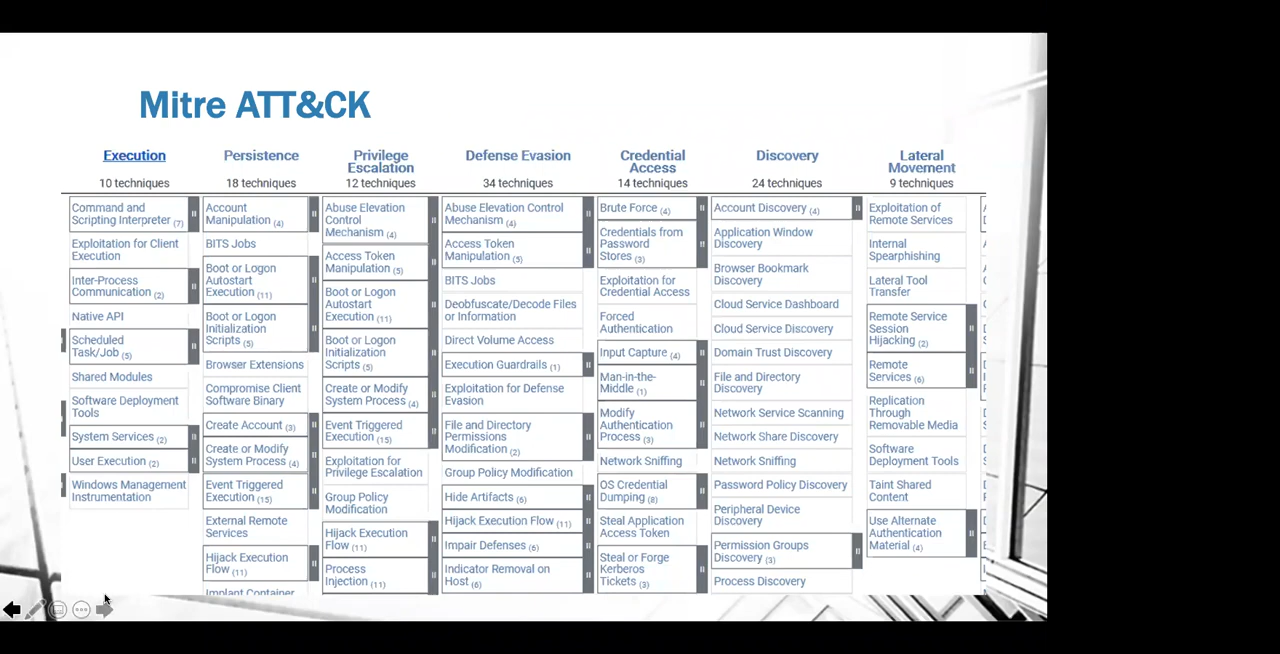 Mitre ATT&CK
Execution
10 techniques
Command and
Scripting Interpreter (7)
Exploitation for Client
Execution
Inter-Process
Communication (2)
Native API
Scheduled
Task/Job (5)
Shared Modules
Software Deployment
Tools
System Services (2)
User Execution (2)
Windows Management
Instrumentation
Persistence
18 techniques
Account
Manipulation (4)
BITS Jobs
Boot or Logon
Autostart
Execution (11)
Boot or Logon
Initialization
Scripts (5)
Browser Extensions
Compromise Client
Software Binary
Create Account (3)
Create or Modify
System Process (4)
Event Triggered
Execution (15)
External Remote
Services
Hijack Execution
Flow (11)
Implant Container
Privilege
Escalation
12 techniques
Abuse Elevation
Control
Mechanism (4)
Access Token
Manipulation (5)
Boot or Logon
Autostart
Execution (11)
Boot or Logon
Initialization
Scripts (5)
Create or Modify
System Process (4)
Event Triggered
Execution (15)
Exploitation for
Privilege Escalation
Group Policy
Modification
Hijack Execution
Flow (11)
Process
Injection (11)
Defense Evasion
34 techniques
Abuse Elevation Control
Mechanism (4)
Access Token
Manipulation (5)
BITS Jobs
Deobfuscate/Decode Files
or Information
Direct Volume Access
Execution Guardrails (1)
Exploitation for Defense
Evasion
File and Directory
Permissions
Modification (2)
Group Policy Modification
Hide Artifacts (6)
Hijack Execution Flow (11)
Impair Defenses (6)
Indicator Removal on
Host (6)
Credential
Access
14 techniques
Brute Force (4)
Credentials from
Password
Stores (3)
Exploitation for
Credential Access
Forced
Authentication
Input Capture (4)
Man-in-the-
Middle (1)
Modify
Authentication
Process (3)
Network Sniffing
OS Credential
Dumping (8)
Steal Application
Access Token
Steal or Forge
Kerberos
Tickets (3)
Discovery
24 techniques
Account Discovery (4)
Application Window
Discovery
Browser Bookmark
Discovery
Cloud Service Dashboard
Cloud Service Discovery
Domain Trust Discovery
File and Directory
Discovery
Network Service Scanning
Network Share Discovery
Network Sniffing
Password Policy Discovery
Peripheral Device
Discovery
Permission Groups
Discovery (3)
Process Discovery
Lateral
Movement
9 techniques
Exploitation of
Remote Services
Internal
Spearphishing
Lateral Tool
Transfer
Remote Service
Session
Hijacking (2)
Remote
Services (6)
Replication
Through
Removable Media
Software
Deployment Tools
Taint Shared
Content
Use Alternate
Authentication
Material (4)